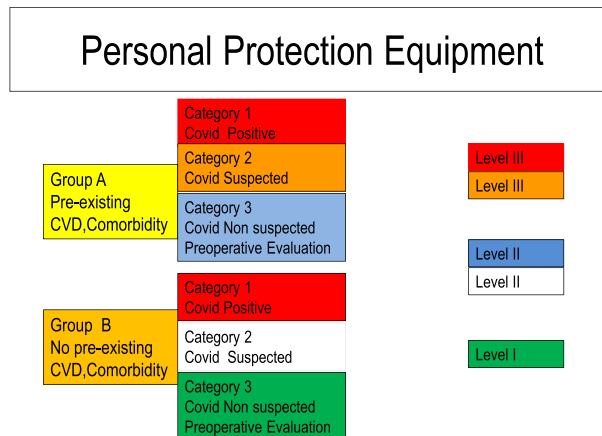 Personal Protection Equipment
Category 1
Covid Positive
Category 2
Covid Suspected
Group A
Pre-existing
CVD,Comorbidity
Category 3
Covid Non suspected
Preoperative Evaluation
Category 1
Covid Positive
Group B
No pre-existing
CVD,Comorbidity
Category 2
Covid Suspected
Category 3
Covid Non suspected
Preoperative Evaluation
Level III
Level III
Level II
Level II
Level I